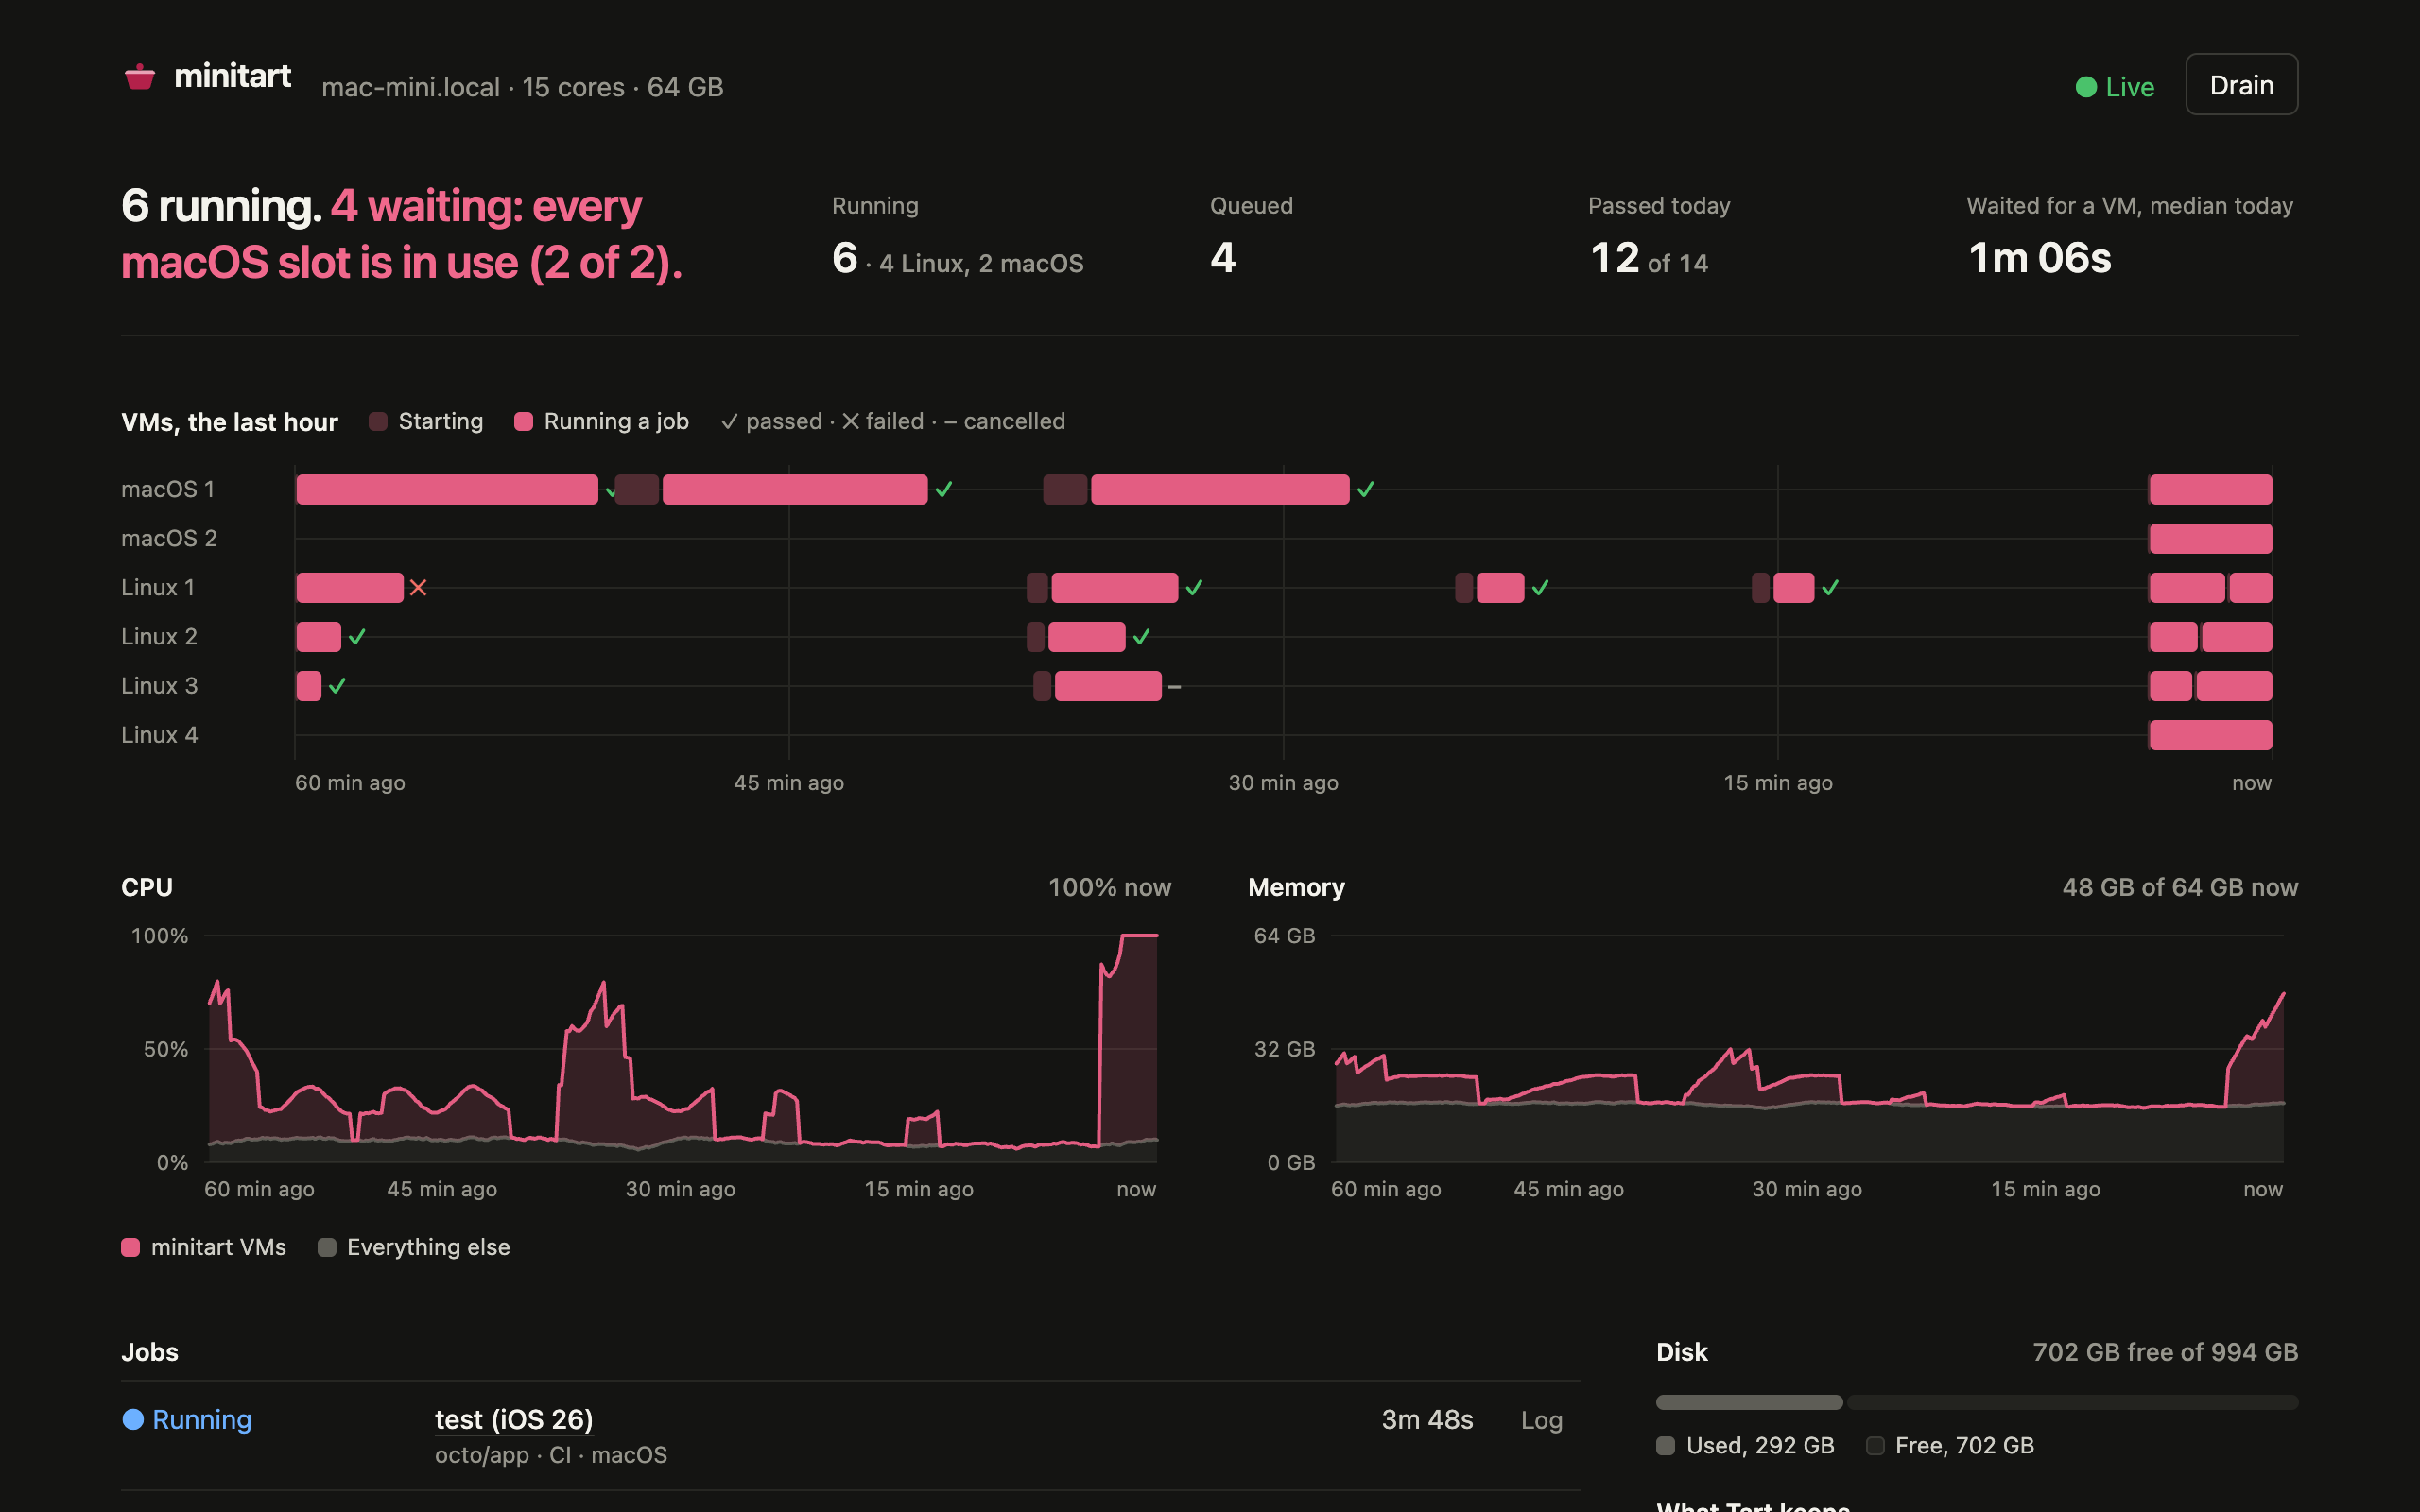 minitart mac-mini.local · 15 cores · 64 GB
Live
Drain
6 running. 4 waiting: every
macOS slot is in use (2 of 2).
Running
6 · 4 Linux, 2 macOS
Queued
4
Passed today
12 of 14
Waited for a VM, median today
1m 06s
VMs, the last hour
Starting
Running a job
✓ passed · ✕ failed · – cancelled
macOS 1
macOS 2
Linux 1
Linux 2
Linux 3
Linux 4
60 min ago
45 min ago
30 min ago
15 min ago
now
CPU
100% now
100%
50%
0%
60 min ago
45 min ago
30 min ago
15 min ago
now
minitart VMs
Everything else
Memory
48 GB of 64 GB now
64 GB
32 GB
0 GB
60 min ago
45 min ago
30 min ago
15 min ago
now
Jobs
Running
test (iOS 26)
3m 48s
Log
octo/app · CI · macOS
Disk
702 GB free of 994 GB
Used, 292 GB
Free, 702 GB
What Tart keeps